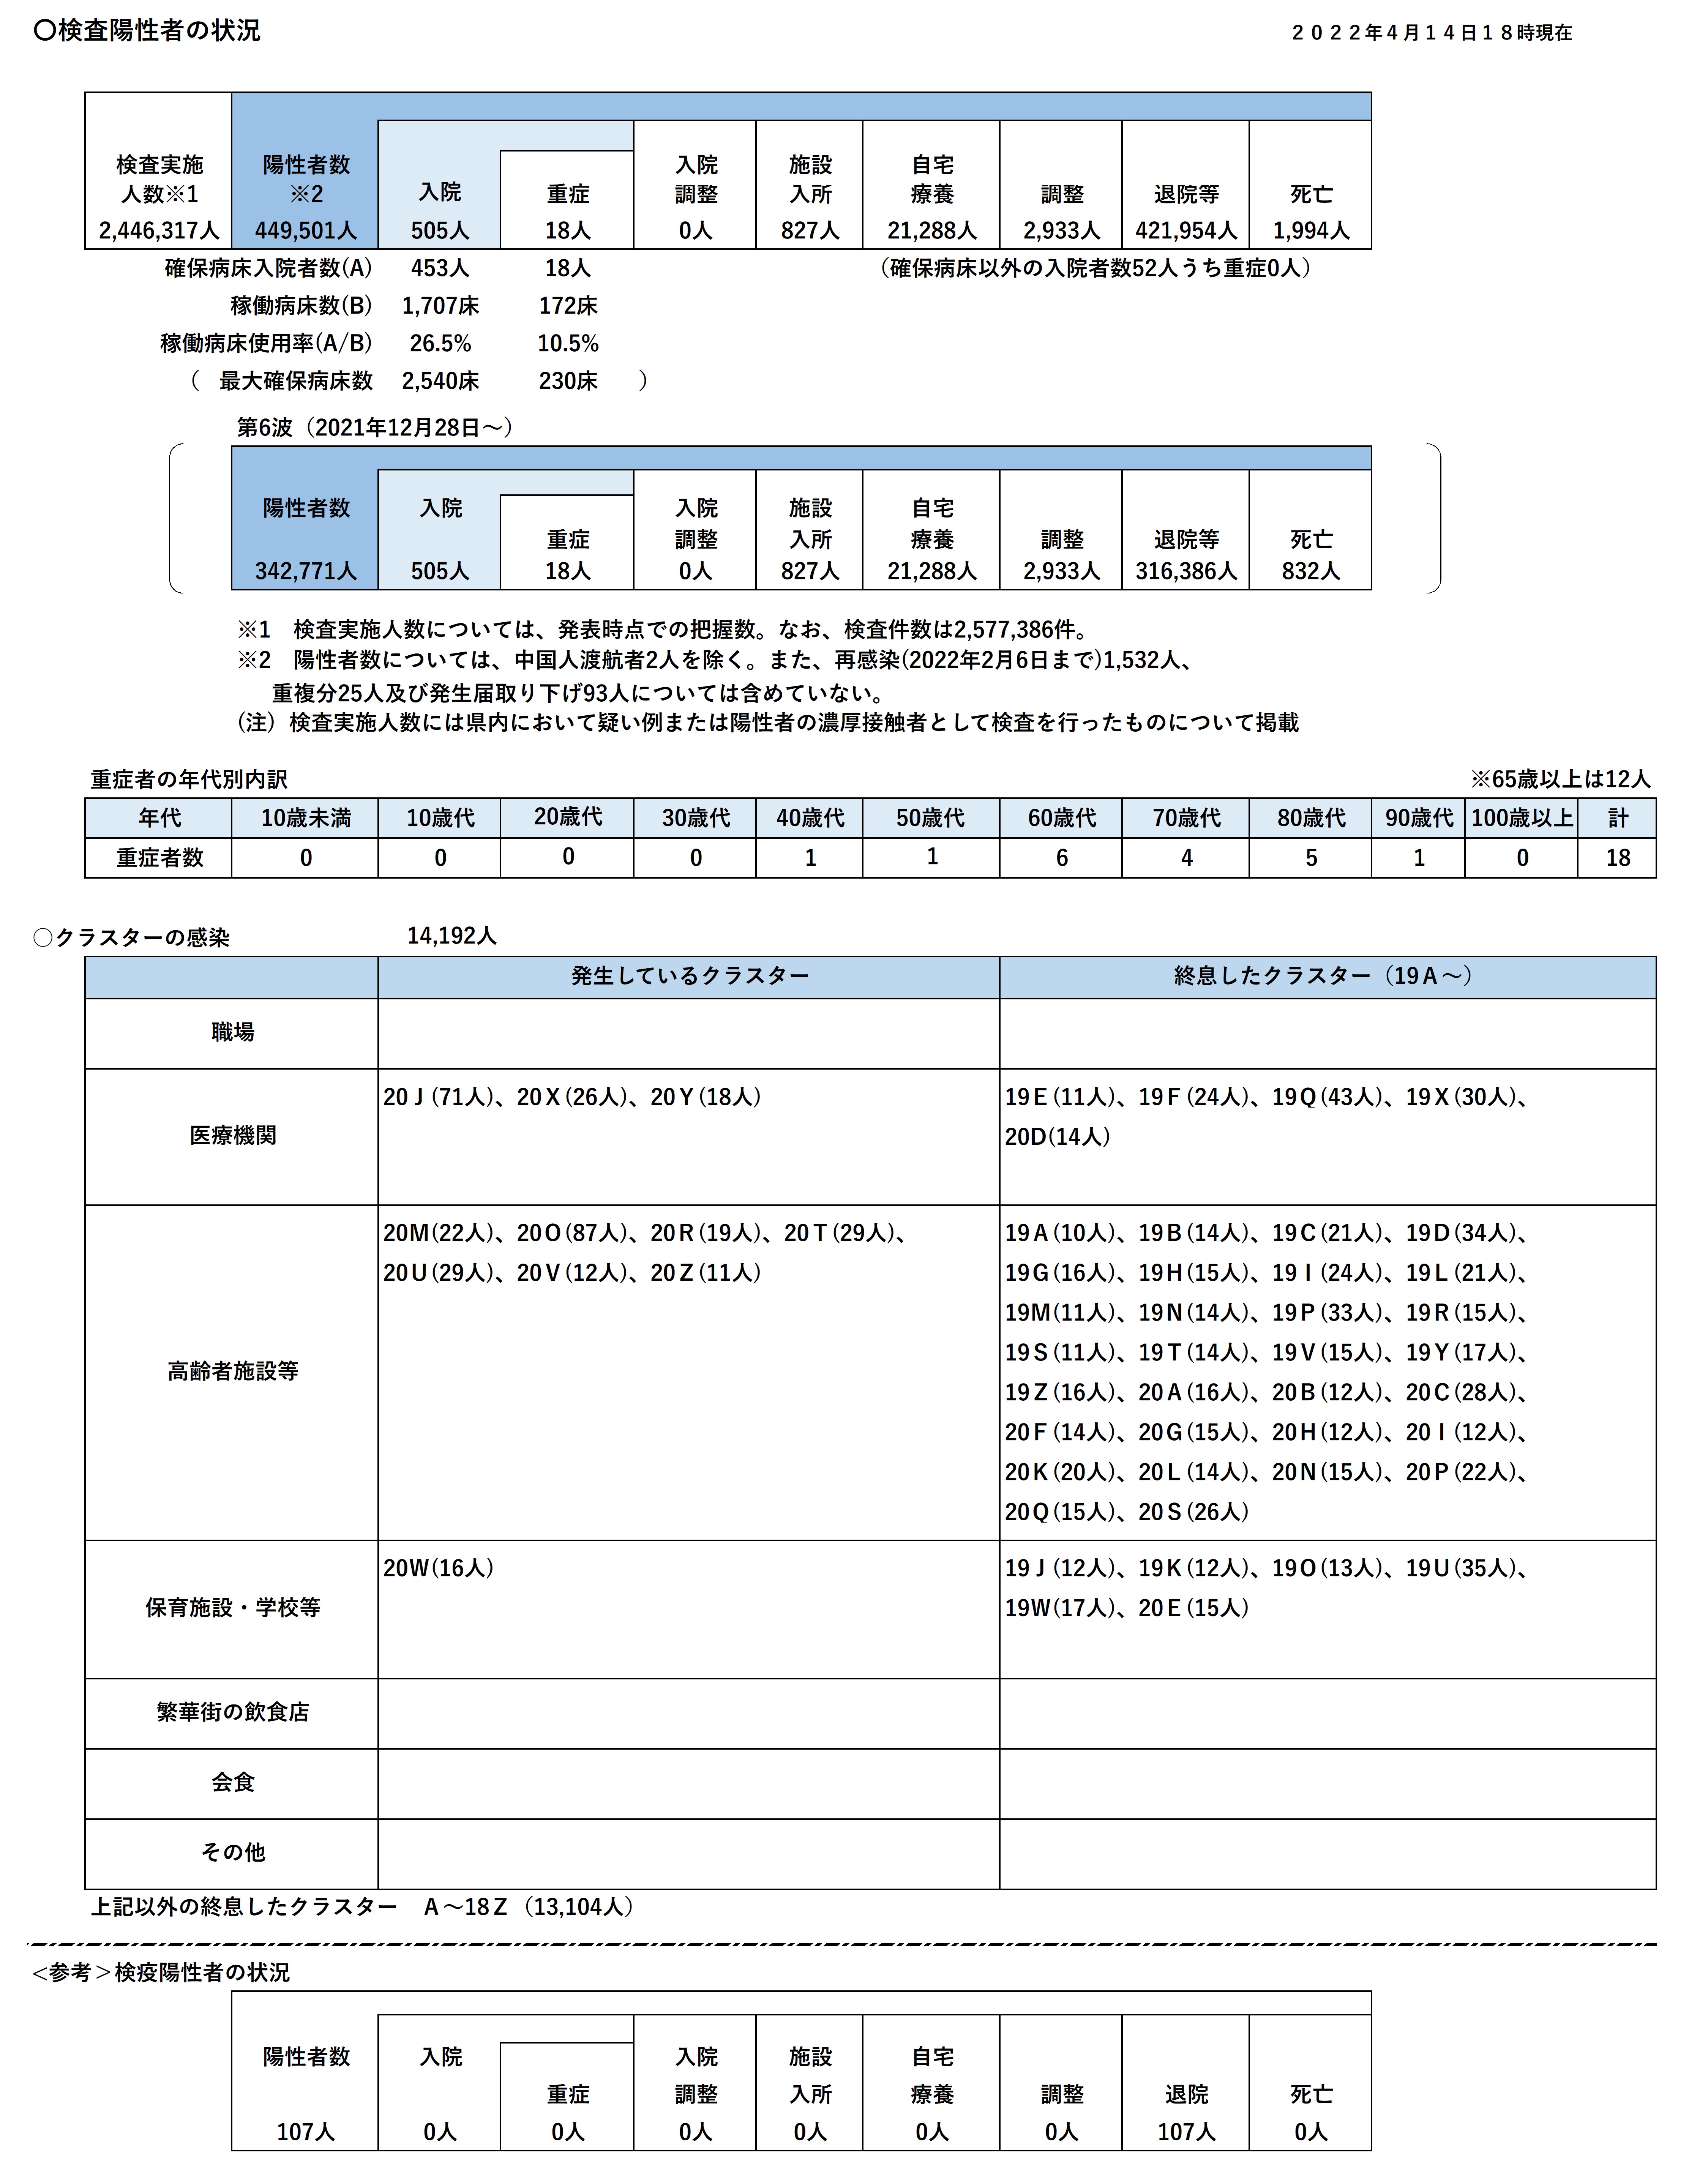 〇検査陽性者の状況
２０２２年４月１４日１８時現在
検査実施人数※1 陽性者数※2 入院 重症 入院調整 施設入所 自宅療養 調整 退院等 死亡
2,446,317人 449,501人 505人 18人 0人 827人 21,288人 2,933人 421,954人 1,994人
確保病床入院者数(A) 453人 18人 （確保病床以外の入院者数52人うち重症0人）
稼働病床数(B) 1,707床 172床
稼働病床使用率(A/B) 26.5% 10.5%
（ 最大確保病床数 2,540床 230床 ）
第6波（2021年12月28日～）
陽性者数 入院 重症 入院調整 施設入所 自宅療養 調整 退院等 死亡
342,771人 505人 18人 0人 827人 21,288人 2,933人 316,386人 832人
※1　検査実施人数については、発表時点での把握数。なお、検査件数は2,577,386件。
※2　陽性者数については、中国人渡航者2人を除く。また、再感染(2022年2月6日まで)1,532人、
重複分25人及び発生届取り下げ93人については含めていない。
(注）検査実施人数には県内において疑い例または陽性者の濃厚接触者として検査を行ったものについて掲載
重症者の年代別内訳 ※65歳以上は12人
年代 10歳未満 10歳代 20歳代 30歳代 40歳代 50歳代 60歳代 70歳代 80歳代 90歳代 100歳以上 計
重症者数 0 0 0 0 1 1 6 4 5 1 0 18
○クラスターの感染 14,192人
発生しているクラスター 終息したクラスター（19Ａ～）
職場
医療機関
20Ｊ(71人)、20Ｘ(26人)、20Ｙ(18人)
19Ｅ(11人)、19Ｆ(24人)、19Ｑ(43人)、19Ｘ(30人)、
20D(14人)
高齢者施設等
20Ｍ(22人)、20Ｏ(87人)、20Ｒ(19人)、20Ｔ(29人)、
20Ｕ(29人)、20Ｖ(12人)、20Ｚ(11人)
19Ａ(10人)、19Ｂ(14人)、19Ｃ(21人)、19Ｄ(34人)、
19Ｇ(16人)、19Ｈ(15人)、19Ｉ(24人)、19Ｌ(21人)、
19Ｍ(11人)、19Ｎ(14人)、19Ｐ(33人)、19Ｒ(15人)、
19Ｓ(11人)、19Ｔ(14人)、19Ｖ(15人)、19Ｙ(17人)、
19Ｚ(16人)、20Ａ(16人)、20Ｂ(12人)、20Ｃ(28人)、
20Ｆ(14人)、20Ｇ(15人)、20Ｈ(12人)、20Ｉ(12人)、
20Ｋ(20人)、20Ｌ(14人)、20Ｎ(15人)、20Ｐ(22人)、
20Ｑ(15人)、20Ｓ(26人)
保育施設・学校等
20Ｗ(16人)
19Ｊ(12人)、19Ｋ(12人)、19Ｏ(13人)、19Ｕ(35人)、
19Ｗ(17人)、20Ｅ(15人)
繁華街の飲食店
会食
その他
上記以外の終息したクラスター　Ａ～18Ｚ（13,104人）
<参考＞検疫陽性者の状況
陽性者数 入院 重症 入院調整 施設入所 自宅療養 調整 退院 死亡
107人 0人 0人 0人 0人 0人 0人 107人 0人